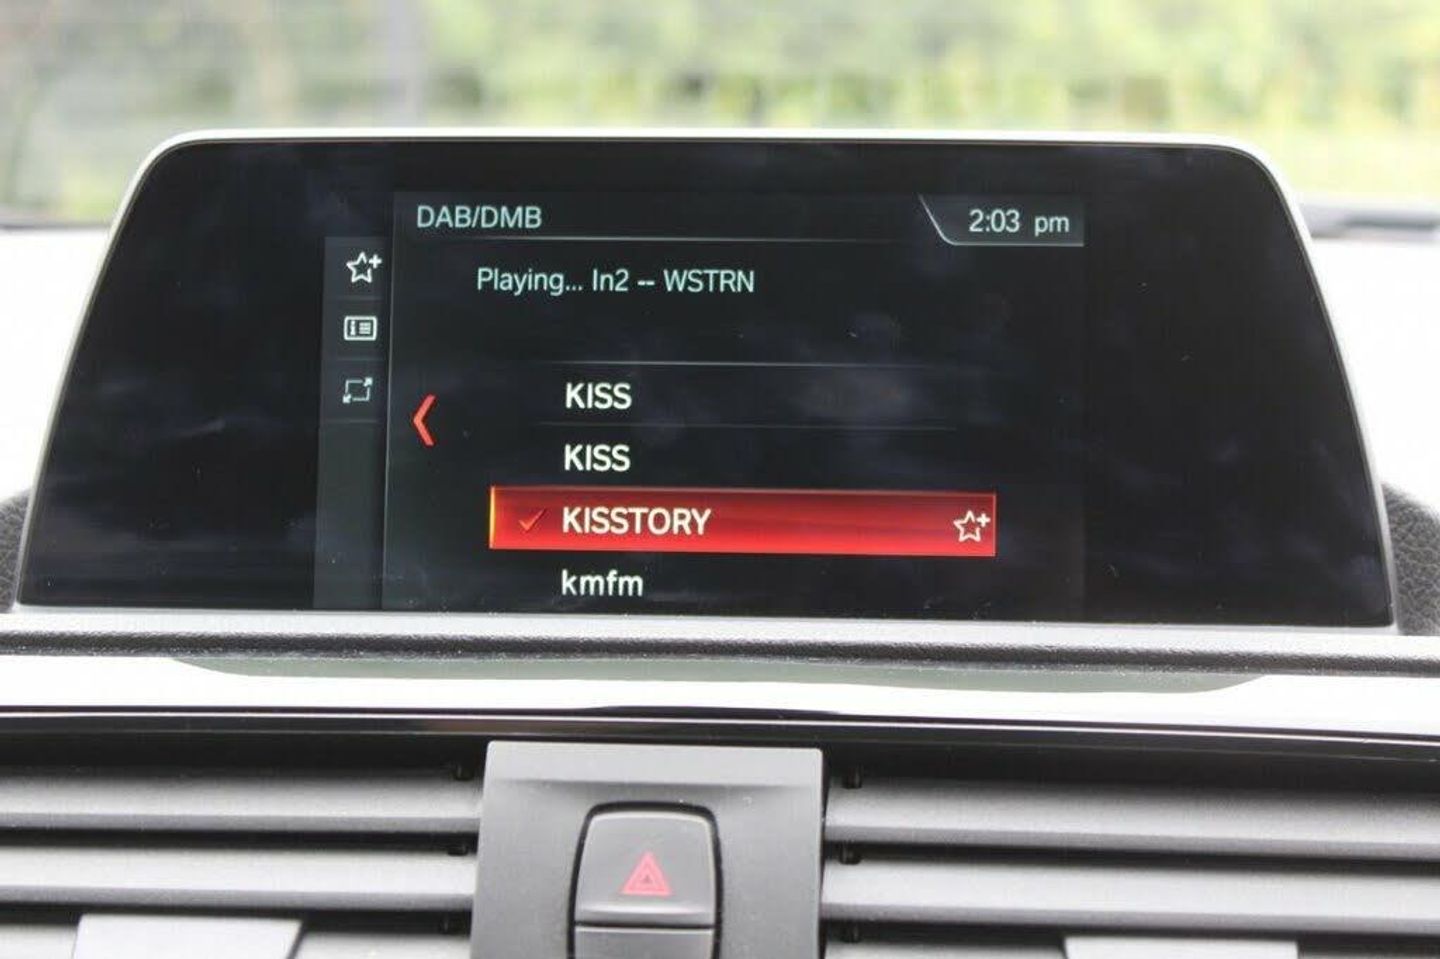 DAB/DMB
2:03 pm
Playing... In2 -- WSTRN
KISS
KISS
KISSTORY
kmfm